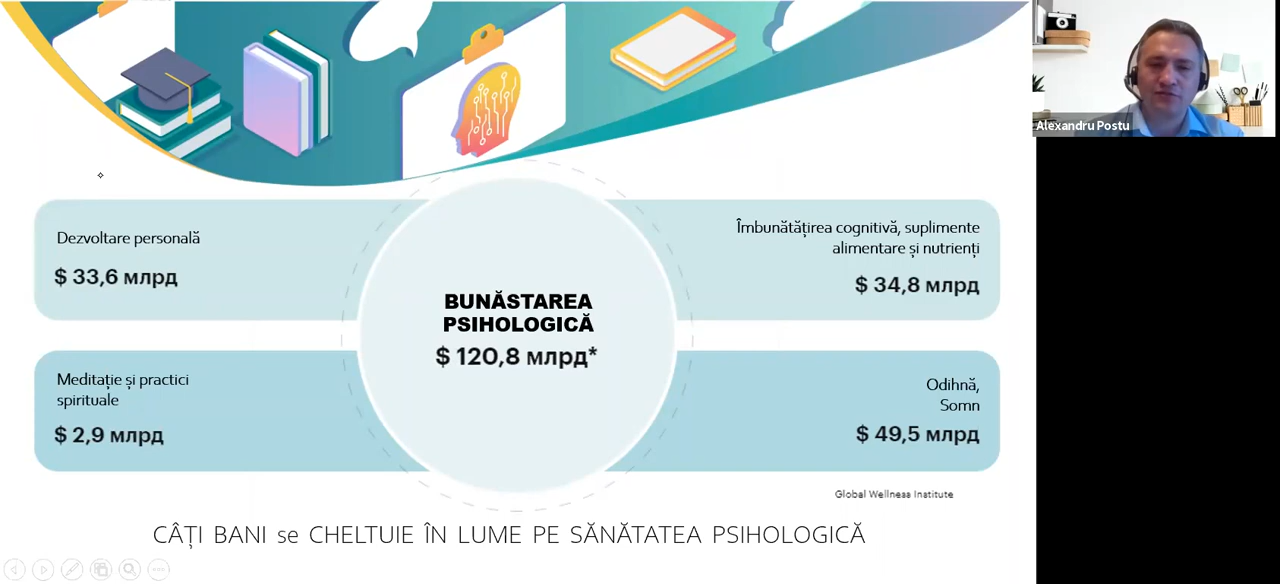 Alexandru Postu
Dezvoltare personală
$ 33,6 млрд
Îmbunătățirea cognitivă, suplimente
alimentare și nutrienți
$ 34,8 млрд
BUNĂSTAREA
PSIHOLOGICĂ
$ 120,8 млрд*
Meditație și practici
spirituale
$ 2,9 млрд
Odihnă,
Somn
$ 49,5 млрд
Global Wellness Institute
CÂȚI BANI se CHELTUIE ÎN LUME PE SĂNĂTATEA PSIHOLOGICĂ